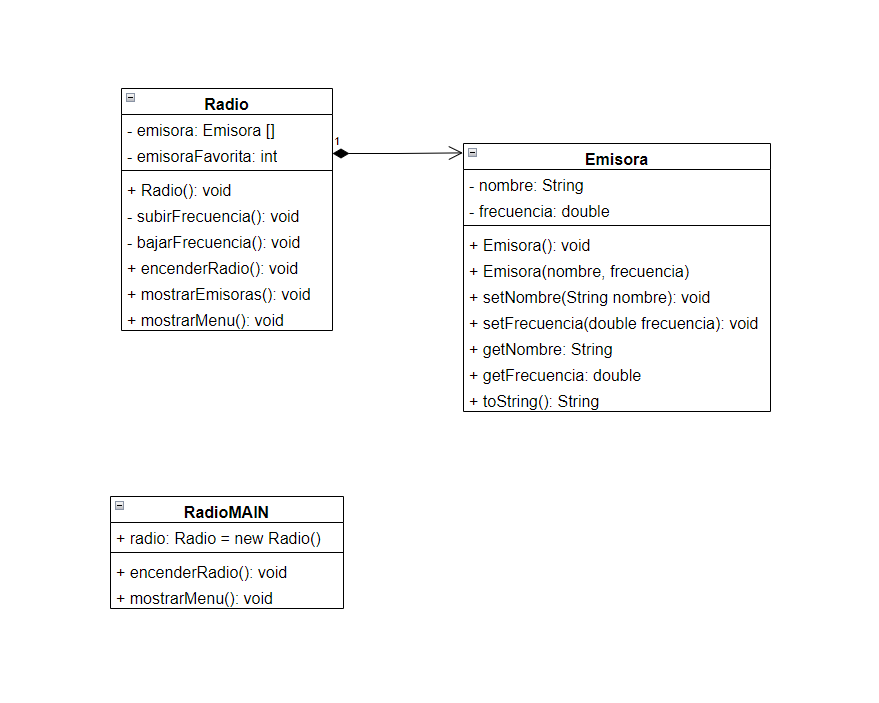 Radio
- emisora: Emisora []
- emisoraFavorita: int
+ Radio(): void
- subirFrecuencia(): void
- bajarFrecuencia(): void
+ encenderRadio(): void
+ mostrarEmisoras(): void
+ mostrarMenu(): void
1
Emisora
- nombre: String
- frecuencia: double
+ Emisora(): void
+ Emisora(nombre, frecuencia)
+ setNombre(String nombre): void
+ setFrecuencia(double frecuencia): void
+ getNombre: String
+ getFrecuencia: double
+ toString(): String
RadioMAIN
+ radio: Radio = new Radio()
+ encenderRadio(): void
+ mostrarMenu(): void